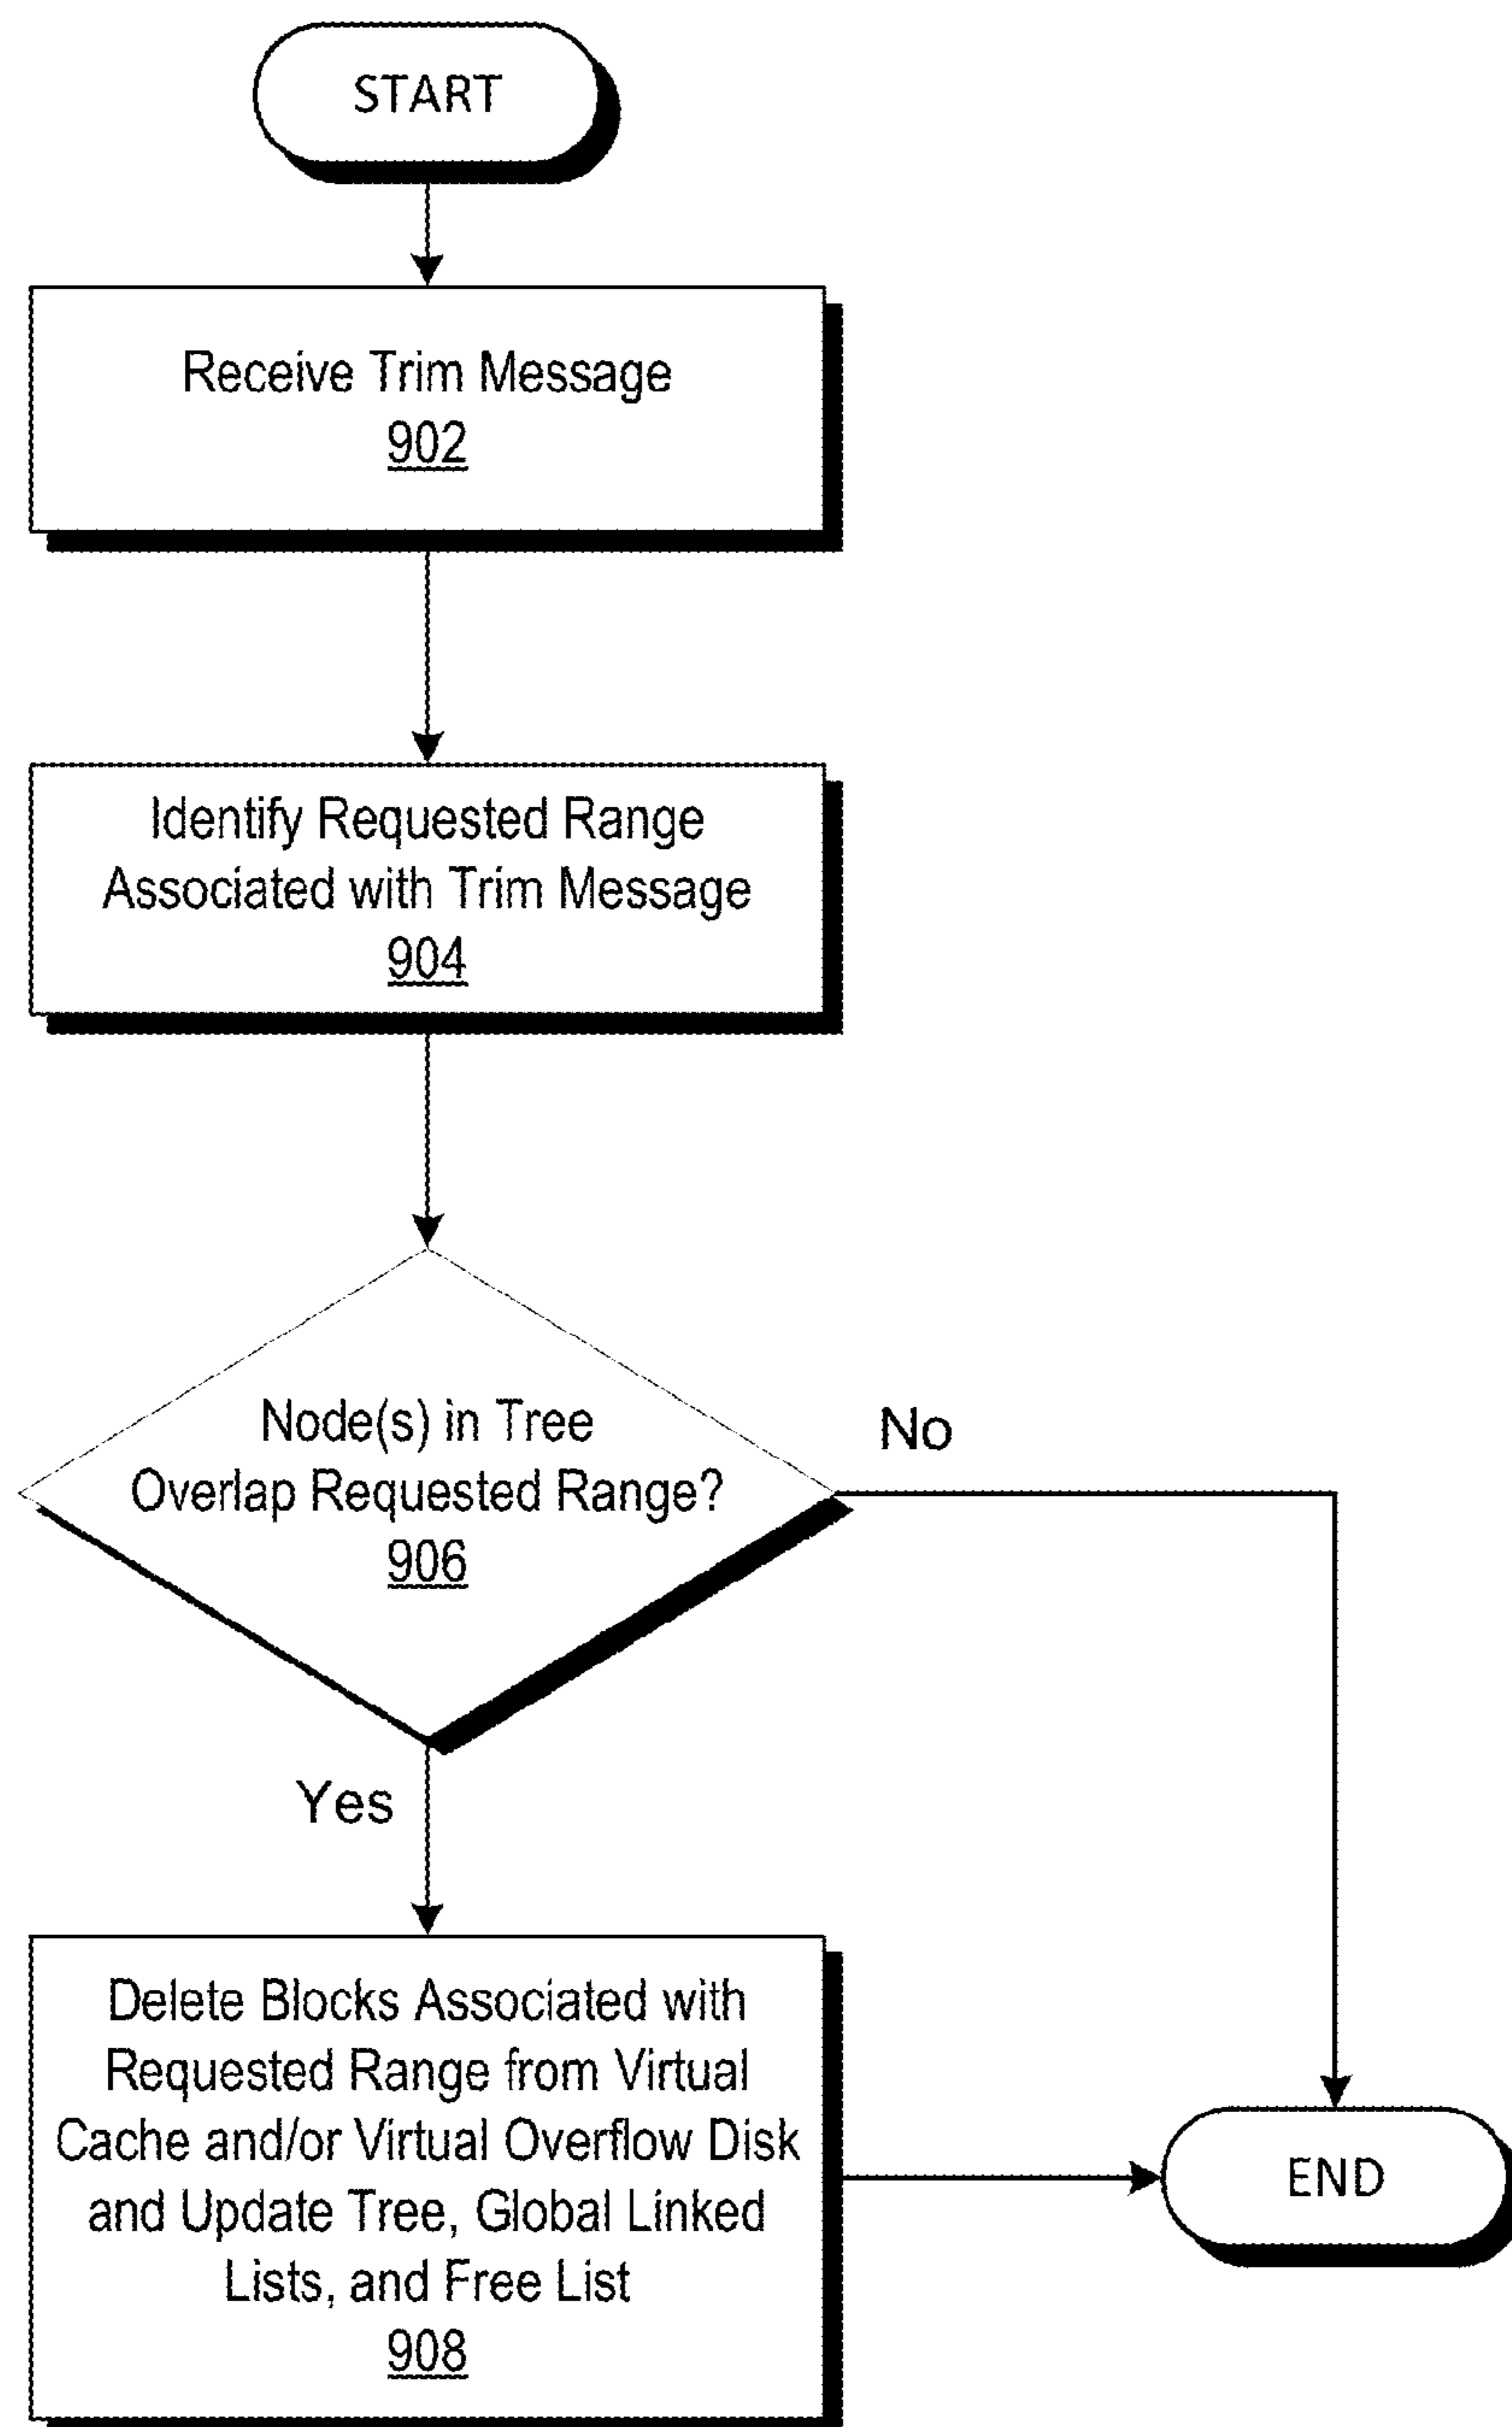 START
Receive Trim Message
902
Identify Requested Range
Associated with Trim Message
904
Node(s) in Tree
Overlap Requested Range?
906
No
Yes
Delete Blocks Associated with
Requested Range from Virtual
Cache and/or Virtual Overflow Disk
and Update Tree, Global Linked
Lists, and Free List
908
END